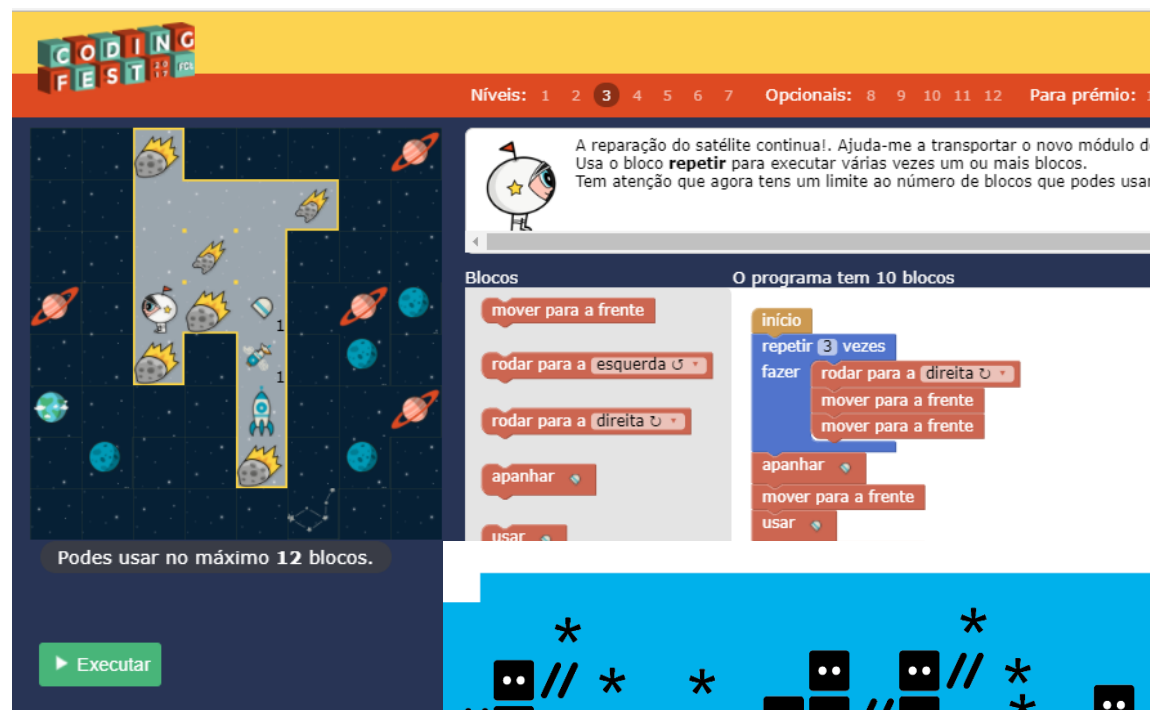 CODING
FEST 2017 FCG
Níveis: 1 2 3 4 5 6 7 Opcionais: 8 9 10 11 12 Para prémio: 1
A reparação do satélite continua!. Ajuda-me a transportar o novo módulo d
Usa o bloco repetir para executar várias vezes um ou mais blocos.
Tem atenção que agora tens um limite ao número de blocos que podes usar
1
1
Blocos
mover para a frente
rodar para a esquerda ↺ ▾
rodar para a direita ↻ ▾
apanhar
usar
O programa tem 10 blocos
início
repetir 3 vezes
fazer rodar para a direita ↻ ▾
mover para a frente
mover para a frente
apanhar
mover para a frente
usar
Podes usar no máximo 12 blocos.
Executar
* *
// * * // *
// *